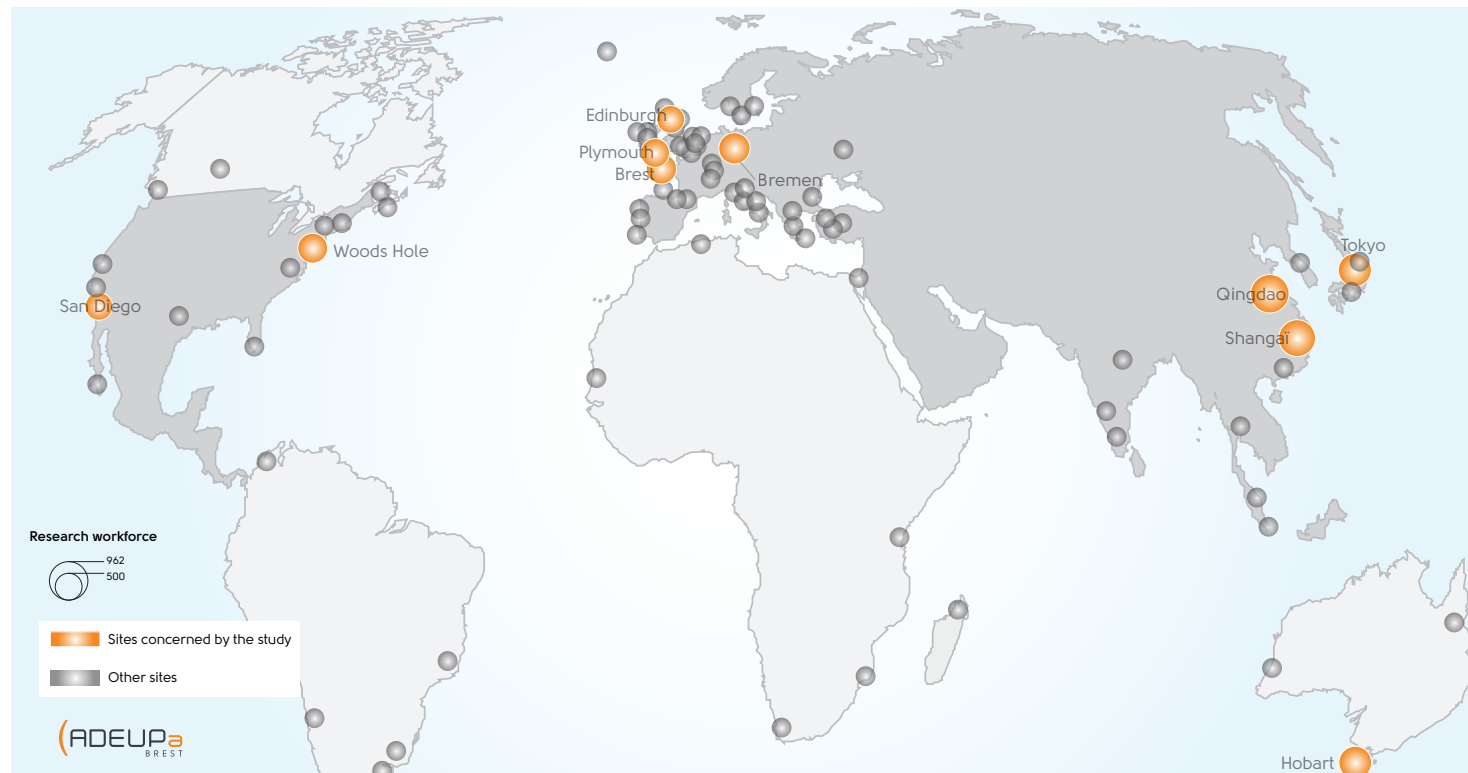 Edinburgh
Plymouth
Brest
Bremen
Woods Hole
San Diego
Tokyo
Qingdao
Shangaï
Research workforce
962
500
Sites concerned by the study
Other sites
(ADEUPa
BREST
Hobart